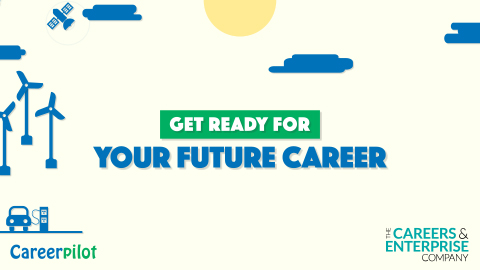 GET READY FOR
YOUR FUTURE CAREER
Careerpilot
THE CAREERS &
ENTERPRISE
COMPANY